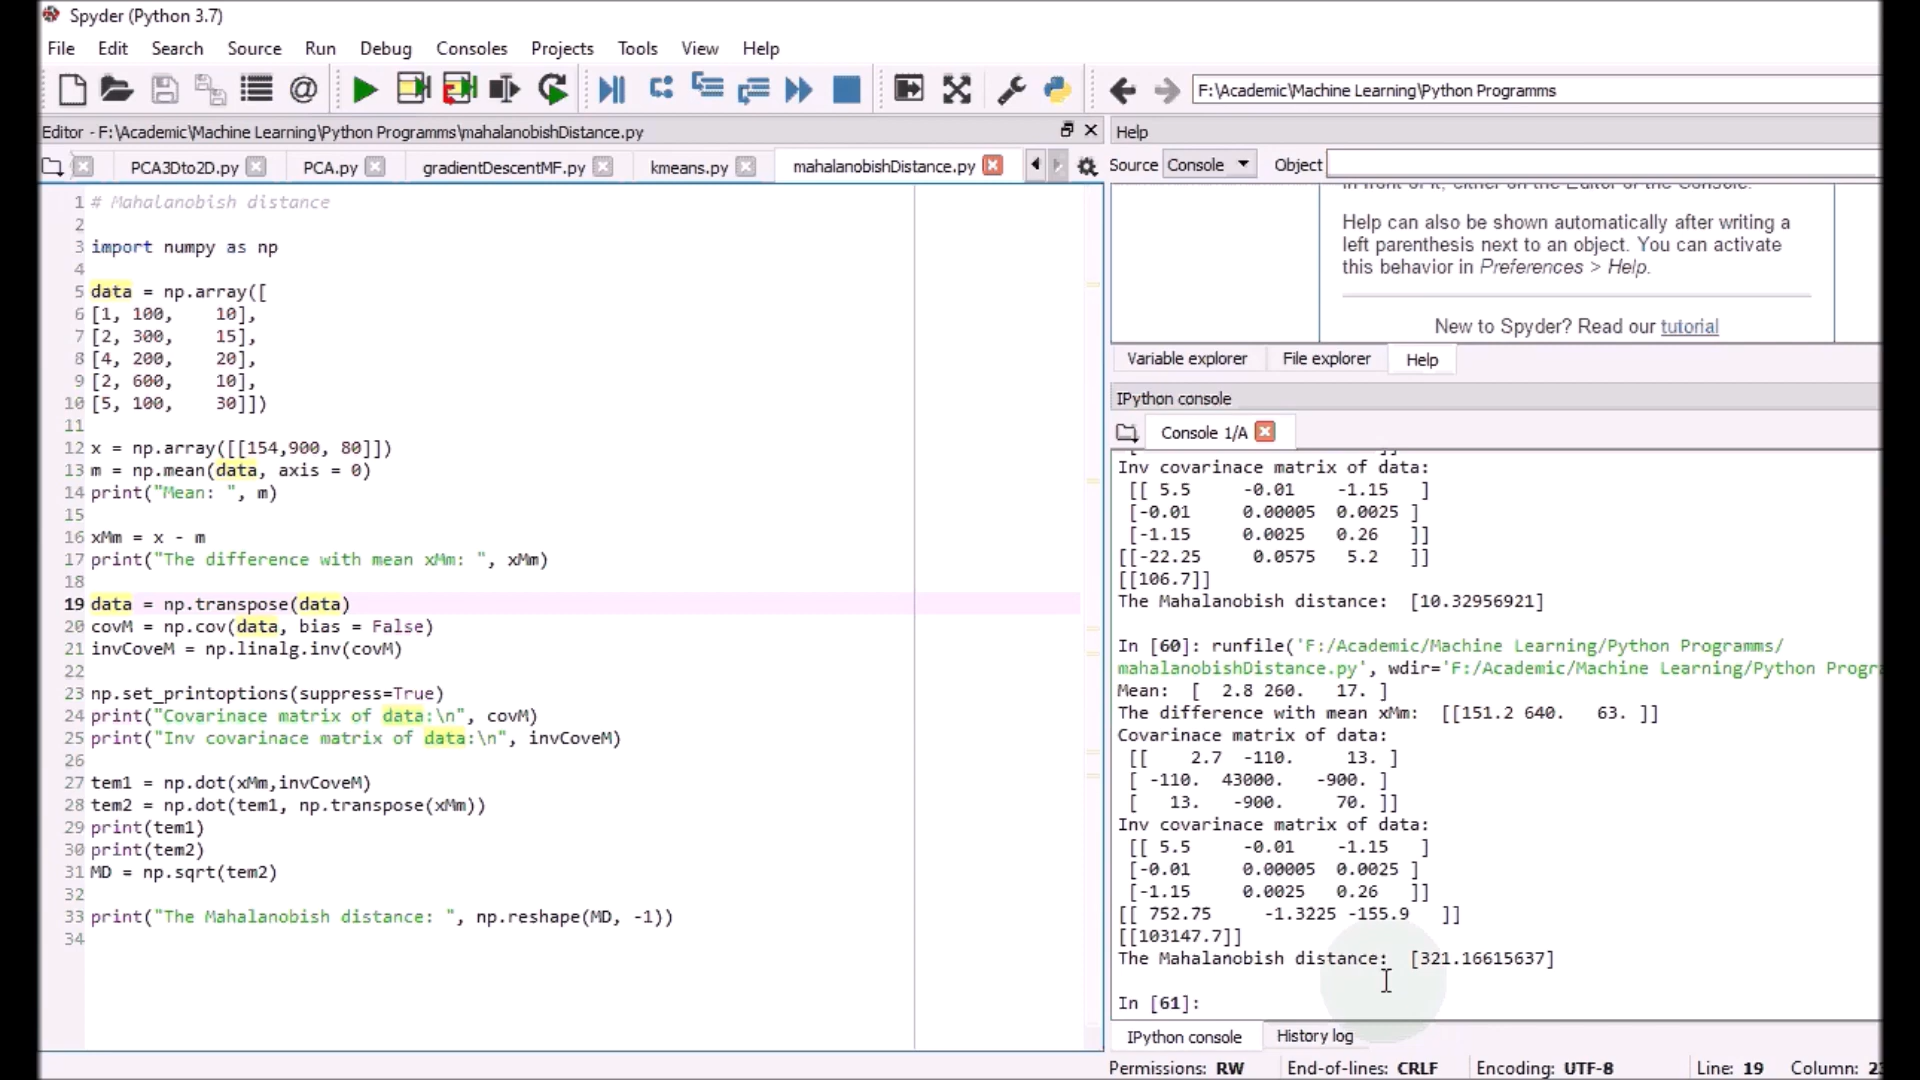 Spyder (Python 3.7)
File Edit Search Source Run Debug Consoles Projects Tools View Help
F:\Academic\Machine Learning\Python Programms
Editor - F:\Academic\Machine Learning\Python Programms\mahalanobishDistance.py
PCA3Dto2D.py PCA.py gradientDescentMF.py kmeans.py mahalanobishDistance.py
1 # Mahalanobish distance
2
3 import numpy as np
4
5 data = np.array([
6 [1, 100, 10],
7 [2, 300, 15],
8 [4, 200, 20],
9 [2, 600, 10],
10 [5, 100, 30]])
11
12 x = np.array([[154,900, 80]])
13 m = np.mean(data, axis = 0)
14 print("Mean: ", m)
15
16 xMm = x - m
17 print("The difference with mean xMm: ", xMm)
18
19 data = np.transpose(data)
20 covM = np.cov(data, bias = False)
21 invCoveM = np.linalg.inv(covM)
22
23 np.set_printoptions(suppress=True)
24 print("Covarinace matrix of data:\n", covM)
25 print("Inv covarinace matrix of data:\n", invCoveM)
26
27 tem1 = np.dot(xMm,invCoveM)
28 tem2 = np.dot(tem1, np.transpose(xMm))
29 print(tem1)
30 print(tem2)
31 MD = np.sqrt(tem2)
32
33 print("The Mahalanobish distance: ", np.reshape(MD, -1))
34
Help
Source Console Object
in front of it, either on the Editor or the Console.
Help can also be shown automatically after writing a
left parenthesis next to an object. You can activate
this behavior in Preferences > Help.
New to Spyder? Read our tutorial
Variable explorer File explorer Help
IPython console
Console 1/A
Inv covarinace matrix of data:
[[ 5.5 -0.01 -1.15 ]
[-0.01 0.00005 0.0025 ]
[-1.15 0.0025 0.26 ]]
[[-22.25 0.0575 5.2 ]]
[[106.7]]
The Mahalanobish distance: [10.32956921]
In [60]: runfile('F:/Academic/Machine Learning/Python Programms/
mahalanobishDistance.py', wdir='F:/Academic/Machine Learning/Python Progr
Mean: [ 2.8 260. 17. ]
The difference with mean xMm: [[151.2 640. 63. ]]
Covarinace matrix of data:
[[ 2.7 -110. 13. ]
[ -110. 43000. -900. ]
[ 13. -900. 70. ]]
Inv covarinace matrix of data:
[[ 5.5 -0.01 -1.15 ]
[-0.01 0.00005 0.0025 ]
[-1.15 0.0025 0.26 ]]
[[ 752.75 -1.3225 -155.9 ]]
[[103147.7]]
The Mahalanobish distance: [321.16615637]
In [61]:
IPython console History log
Permissions: RW End-of-lines: CRLF Encoding: UTF-8 Line: 19 Column: